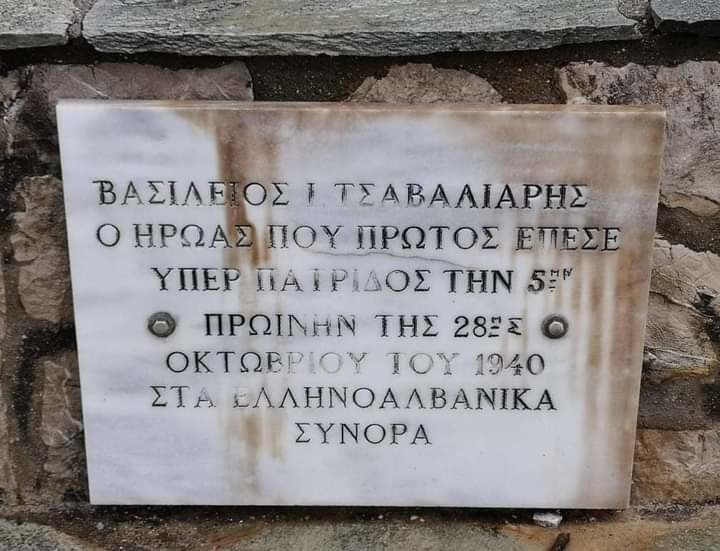 ΒΑΣΙΛΕΙΟΣ Ι ΤΣΑΒΑΛΙΑΡΗΣ
Ο ΗΡΩΑΣ ΠΟΥ ΠΡΩΤΟΣ ΕΠΕΣΕ
ΥΠΕΡ ΠΑΤΡΙΔΟΣ ΤΗΝ 5ΗΝ
ΠΡΩΙΝΗΝ ΤΗΣ 28ΗΣ
ΟΚΤΩΒΡΙΟΥ ΤΟΥ 1940
ΣΤΑ ΕΛΛΗΝΟΑΛΒΑΝΙΚΑ
ΣΥΝΟΡΑ